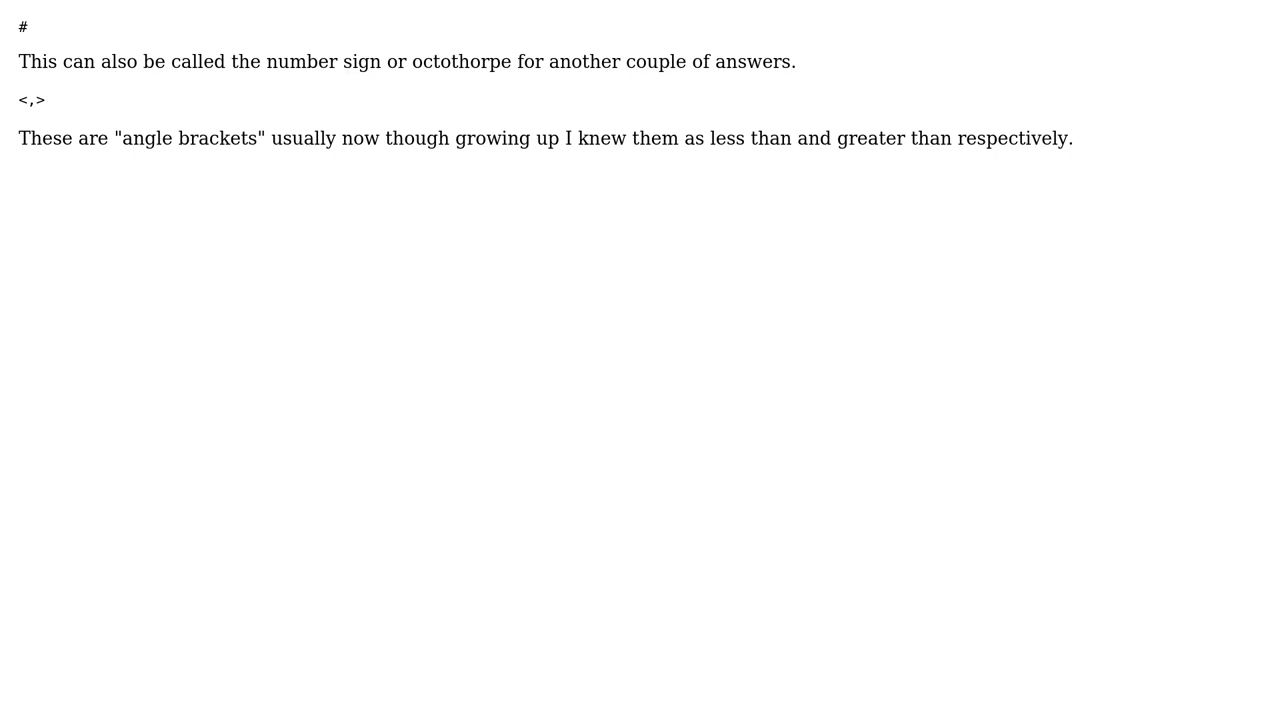 #
This can also be called the number sign or octothorpe for another couple of answers.
<,>
These are "angle brackets" usually now though growing up I knew them as less than and greater than respectively.